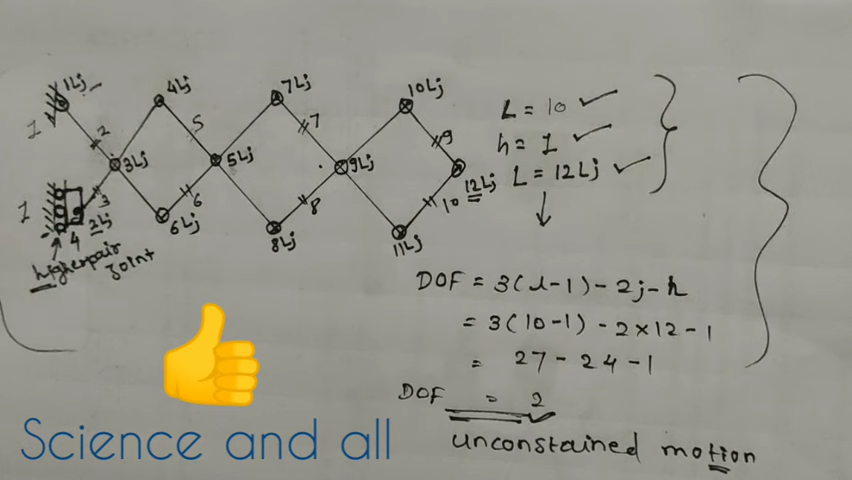 1Lj
4Lj
7Lj
10Lj
1
2
5
7
9
3Lj
5Lj
9Lj
12Lj
1
3
6
8
10
2Lj
4
6Lj
8Lj
11Lj
higherpair
joint
L = 10
h = 1
L = 12Lj
DOF = 3(l-1) - 2j - h
= 3(10-1) - 2×12 - 1
= 27 - 24 - 1
DOF = 2
unconstained motion
Science and all